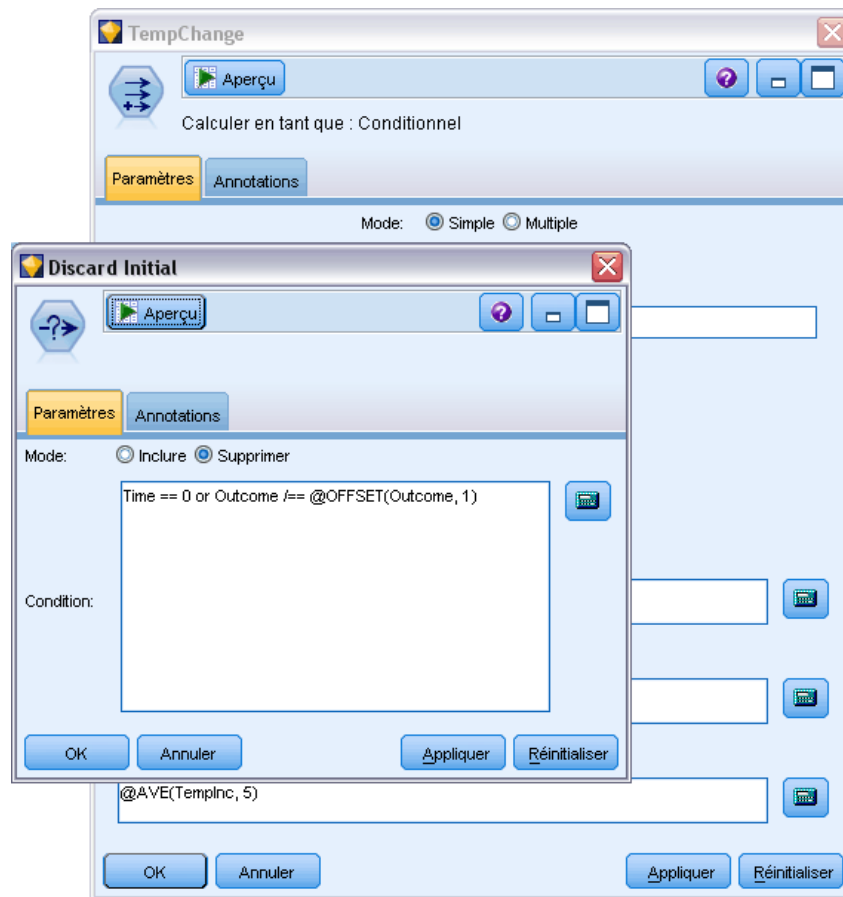 TempChange
Aperçu
Calculer en tant que : Conditionnel
Paramètres Annotations
Mode: Simple Multiple
Discard Initial
Aperçu
Paramètres Annotations
Mode: Inclure Supprimer
Time == 0 or Outcome /== @OFFSET(Outcome, 1)
Condition:
OK Annuler Appliquer Réinitialiser
@AVE(TempInc, 5)
OK Annuler Appliquer Réinitialiser